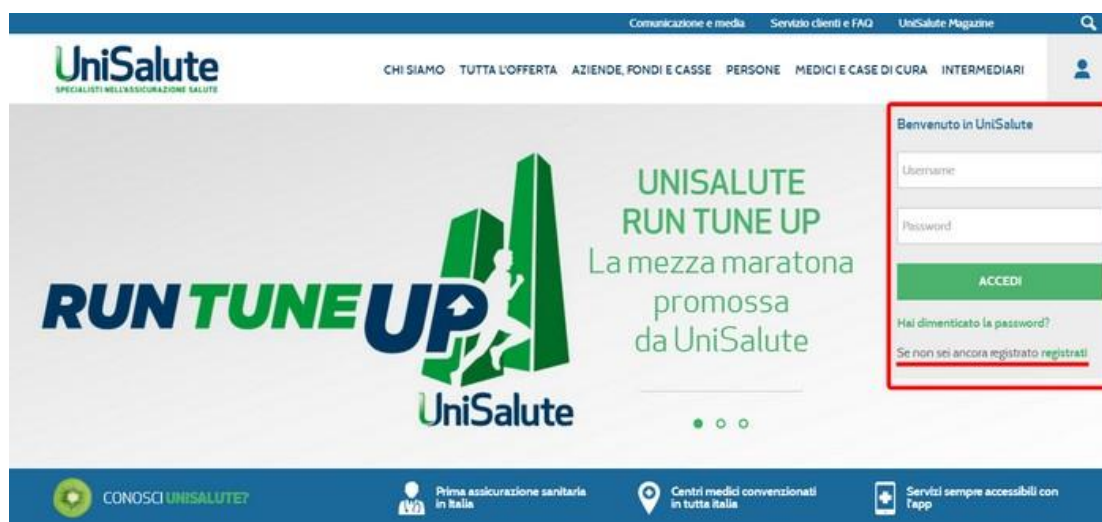 Comunicazione e media Servizio clienti e FAQ UniSalute Magazine
UniSalute
SPECIALISTI NELL'ASSICURAZIONE SALUTE
CHI SIAMO TUTTA L'OFFERTA AZIENDE, FONDI E CASSE PERSONE MEDICI E CASE DI CURA INTERMEDIARI
Benvenuto in UniSalute
Username
Password
ACCEDI
Hai dimenticato la password?
Se non sei ancora registrato registrati
RUN TUNE UP
UniSalute
UNISALUTE
RUN TUNE UP
La mezza maratona
promossa
da UniSalute
CONOSCI UNISALUTE?
Prima assicurazione sanitaria
in Italia
Centri medici convenzionati
in tutta italia
Servizi sempre accessibili con
l'app